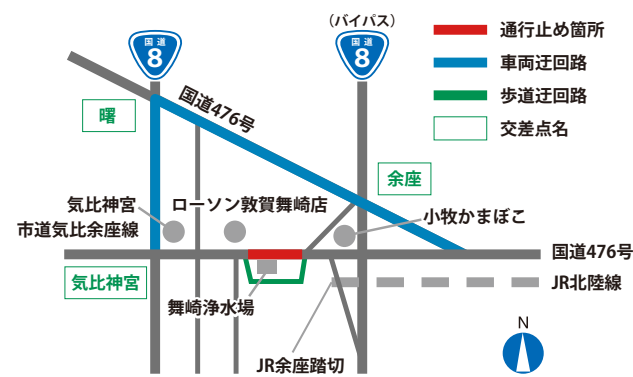 国道
8
(バイパス)
国道
8
通行止め箇所
車両迂回路
歩道迂回路
交差点名
曙
国道476号
余座
気比神宮
市道気比余座線
ローソン敦賀舞崎店
小牧かまぼこ
国道476号
気比神宮
舞崎浄水場
JR北陸線
JR余座踏切
N